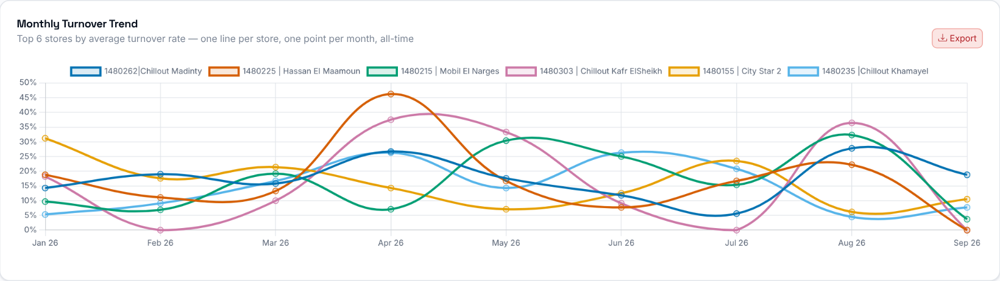 Monthly Turnover Trend
Top 6 stores by average turnover rate — one line per store, one point per month, all-time
Export
1480262|Chillout Madinty 1480225 | Hassan El Maamoun 1480215 | Mobil El Narges 1480303 | Chillout Kafr ElSheikh 1480155 | City Star 2 1480235 |Chillout Khamayel
50%
45%
40%
35%
30%
25%
20%
15%
10%
5%
0%
Jan 26 Feb 26 Mar 26 Apr 26 May 26 Jun 26 Jul 26 Aug 26 Sep 26